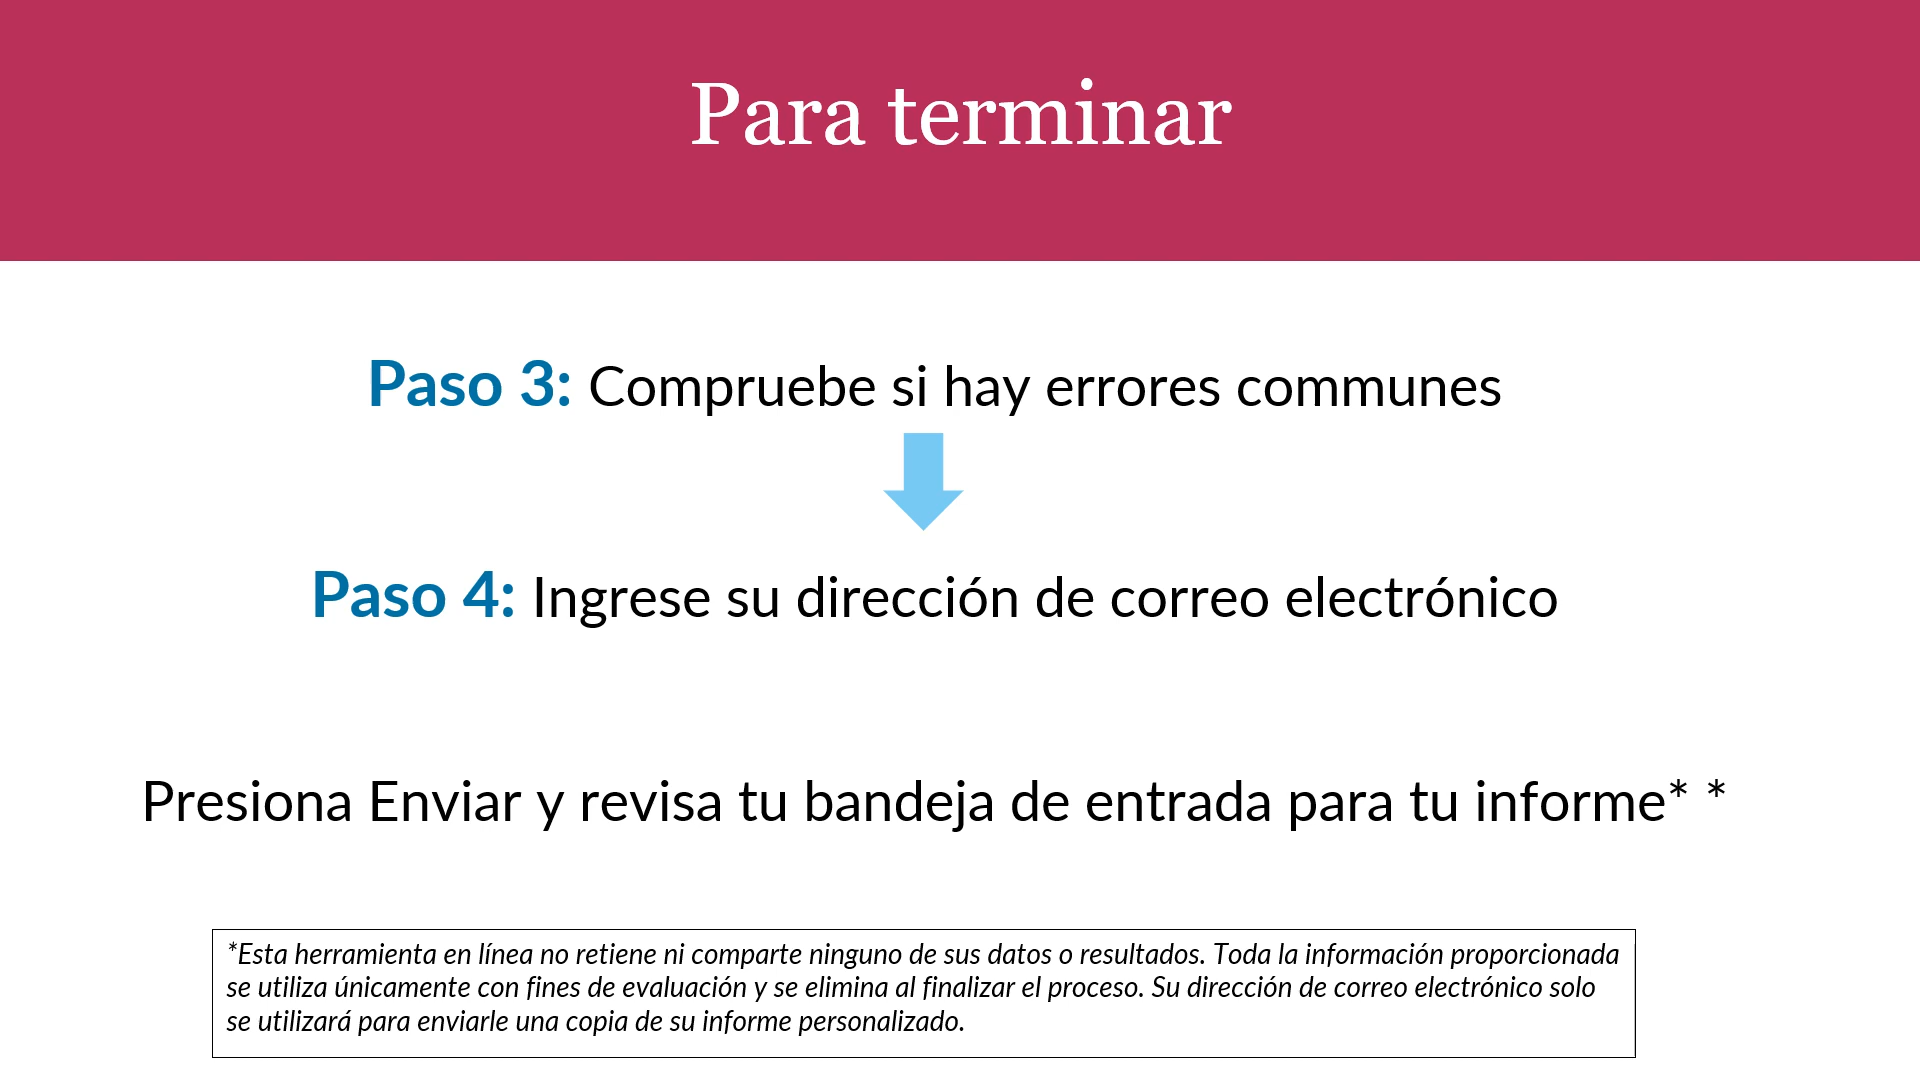 Para terminar
Paso 3: Compruebe si hay errores communes
Paso 4: Ingrese su dirección de correo electrónico
Presiona Enviar y revisa tu bandeja de entrada para tu informe* *
*Esta herramienta en línea no retiene ni comparte ninguno de sus datos o resultados. Toda la información proporcionada
se utiliza únicamente con fines de evaluación y se elimina al finalizar el proceso. Su dirección de correo electrónico solo
se utilizará para enviarle una copia de su informe personalizado.